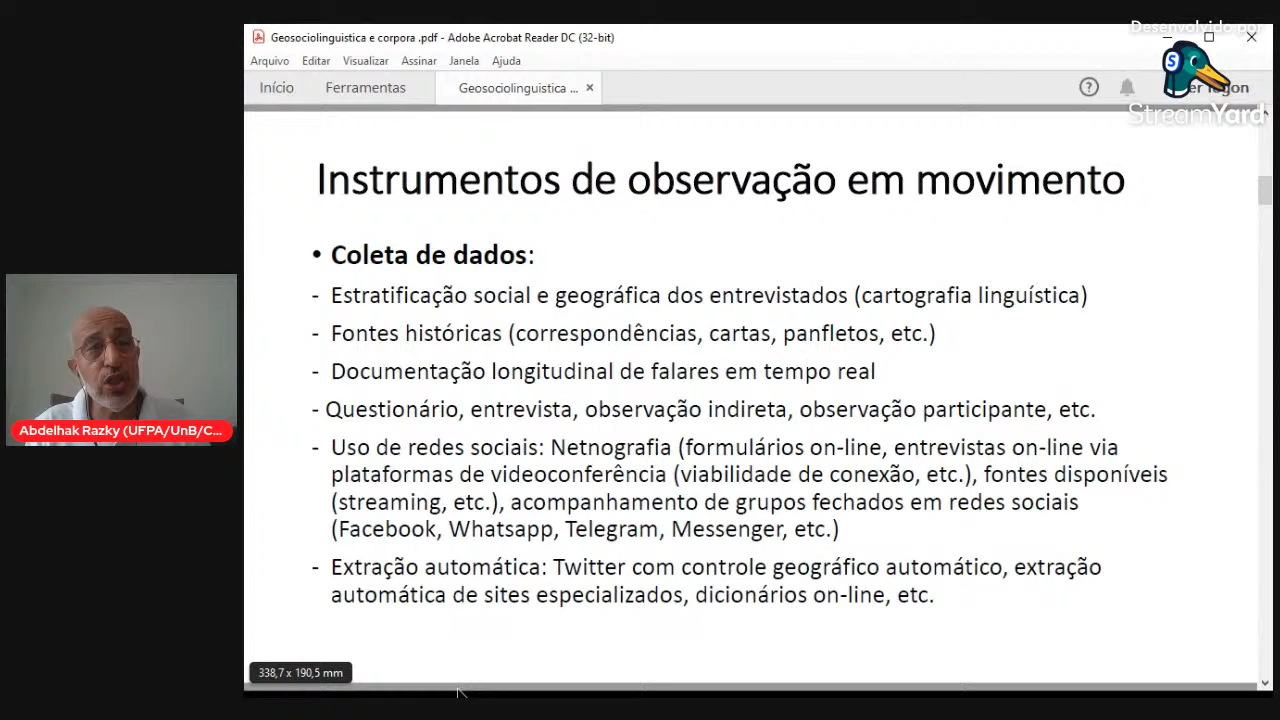 Desenvolvido por
StreamYard
Geosociolinguistica e corpora .pdf - Adobe Acrobat Reader DC (32-bit)
Arquivo Editar Visualizar Assinar Janela Ajuda
Início Ferramentas Geosociolinguistica ...
Instrumentos de observação em movimento
• Coleta de dados:
- Estratificação social e geográfica dos entrevistados (cartografia linguística)
- Fontes históricas (correspondências, cartas, panfletos, etc.)
- Documentação longitudinal de falares em tempo real
- Questionário, entrevista, observação indireta, observação participante, etc.
- Uso de redes sociais: Netnografia (formulários on-line, entrevistas on-line via
plataformas de videoconferência (viabilidade de conexão, etc.), fontes disponíveis
(streaming, etc.), acompanhamento de grupos fechados em redes sociais
(Facebook, Whatsapp, Telegram, Messenger, etc.)
- Extração automática: Twitter com controle geográfico automático, extração
automática de sites especializados, dicionários on-line, etc.
Abdelhak Razky (UFPA/UnB/C...
338,7 x 190,5 mm